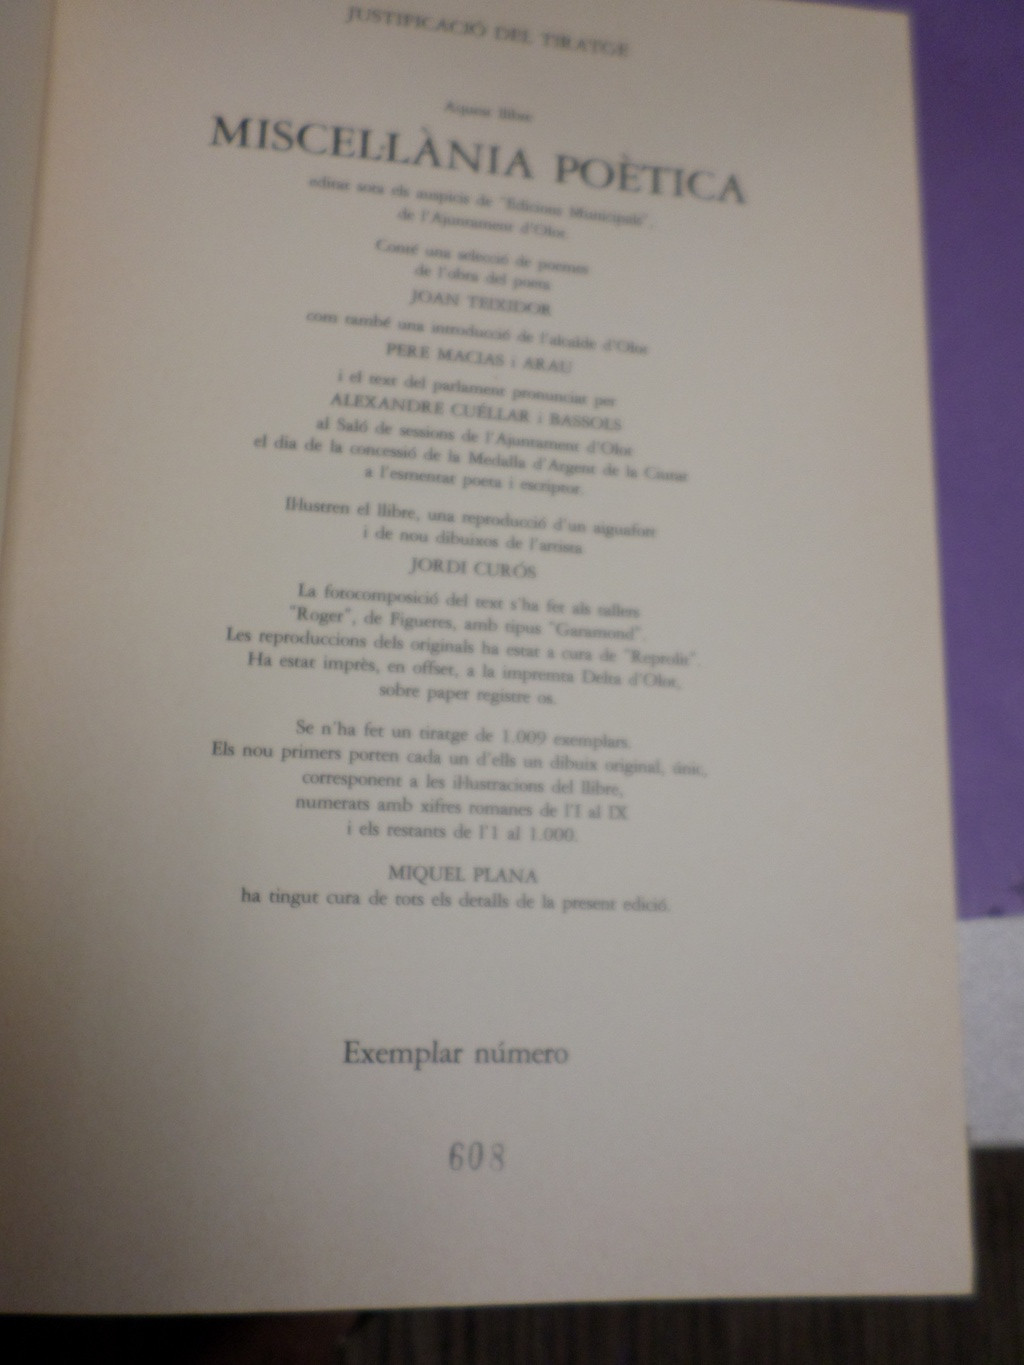 JUSTIFICACIÓ DEL TIRATGE
Aquest llibre
MISCEL·LÀNIA POÈTICA
editat sota els auspicis de "Edicions Municipals",
de l'Ajuntament d'Olot
Conté una selecció de poemes
de l'obra del poeta
JOAN TEIXIDOR
com també una introducció de l'alcalde d'Olot
PERE MACIAS i ARAU
i el text del parlament pronunciat per
ALEXANDRE CUÉLLAR i BASSOLS
al Saló de sessions de l'Ajuntament d'Olot
el dia de la concessió de la Medalla d'Argent de la Ciutat
a l'esmentat poeta i escriptor.
Il·lustren el llibre, una reproducció d'un aiguafort
i de nou dibuixos de l'artista
JORDI CURÓS
La fotocomposició del text s'ha fet als tallers
"Roger", de Figueres, amb tipus "Garamond".
Les reproduccions dels originals ha estat a cura de "Reprolit".
Ha estat imprès, en offset, a la impremta Delta d'Olot,
sobre paper registre os.
Se n'ha fet un tiratge de 1.009 exemplars.
Els nou primers porten cada un d'ells un dibuix original, únic,
corresponent a les il·lustracions del llibre,
numerats amb xifres romanes de l'I al IX
i els restants de l'1 al 1.000.
MIQUEL PLANA
ha tingut cura de tots els detalls de la present edició.
Exemplar número
608